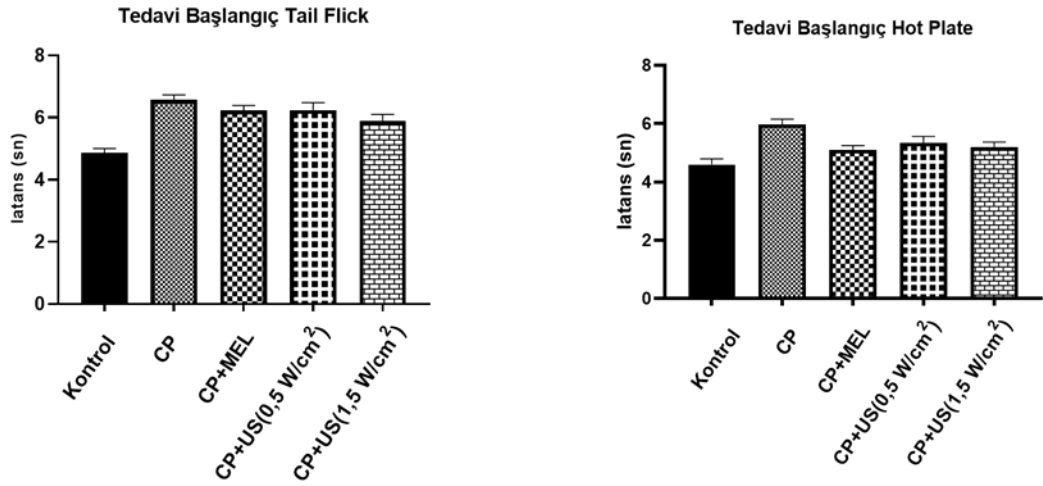 Tedavi Başlangıç Tail Flick
latans (sn)
8
6
4
2
0
Kontrol
CP
CP+MEL
CP+US(0,5 W/cm²)
CP+US(1,5 W/cm²)
Tedavi Başlangıç Hot Plate
latans (sn)
8
6
4
2
0
Kontrol
CP
CP+MEL
CP+US(0,5 W/cm²)
CP+US(1,5 W/cm²)